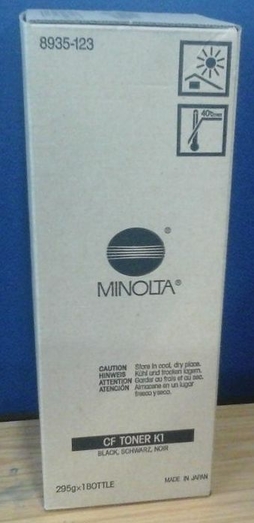 8935-123
40°C max
®
MINOLTA®
CAUTION Store in cool, dry place.
HINWEIS Kühl und trocken lagern.
ATTENTION Garder au frais et au sec.
ATENCIÓN Almacene en un lugar
fresco y seco.
CF TONER K1
BLACK, SCHWARZ, NOIR
295g×1BOTTLE
MADE IN JAPAN